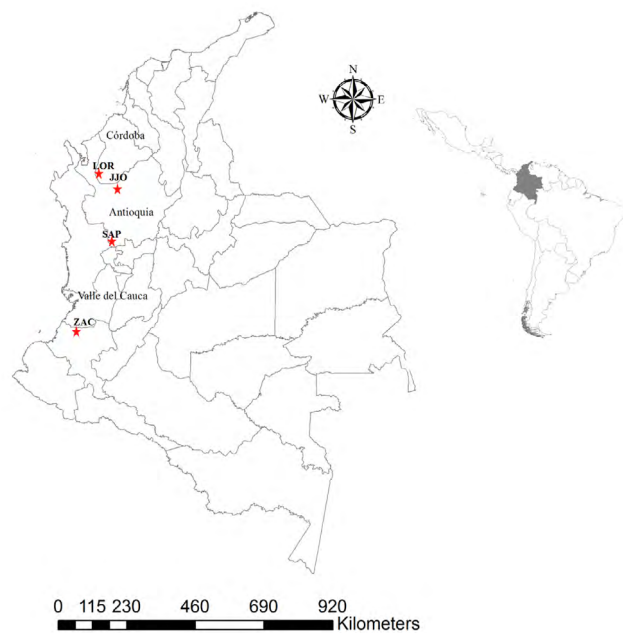 N
W E
S
Córdoba
LOR
JJO
Antioquia
SAP
Valle del Cauca
ZAC
0 115 230 460 690 920
Kilometers